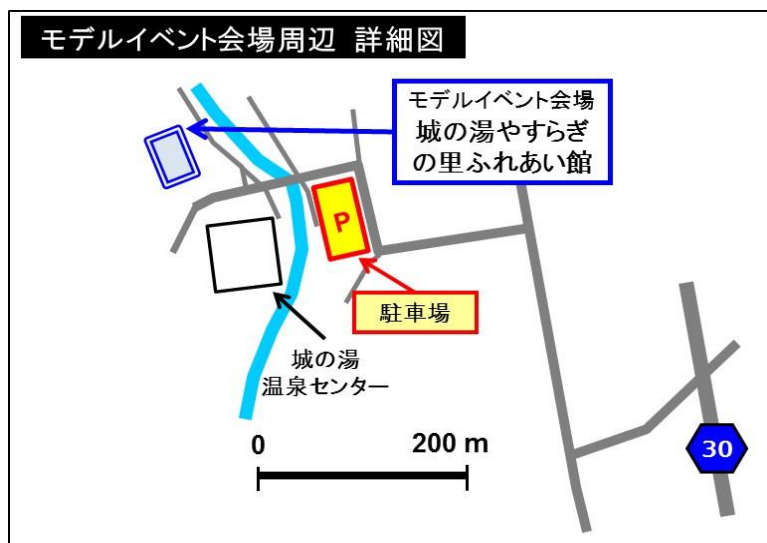 モデルイベント会場周辺 詳細図
モデルイベント会場
城の湯やすらぎ
の里ふれあい館
P
駐車場
城の湯
温泉センター
0 200 m
30